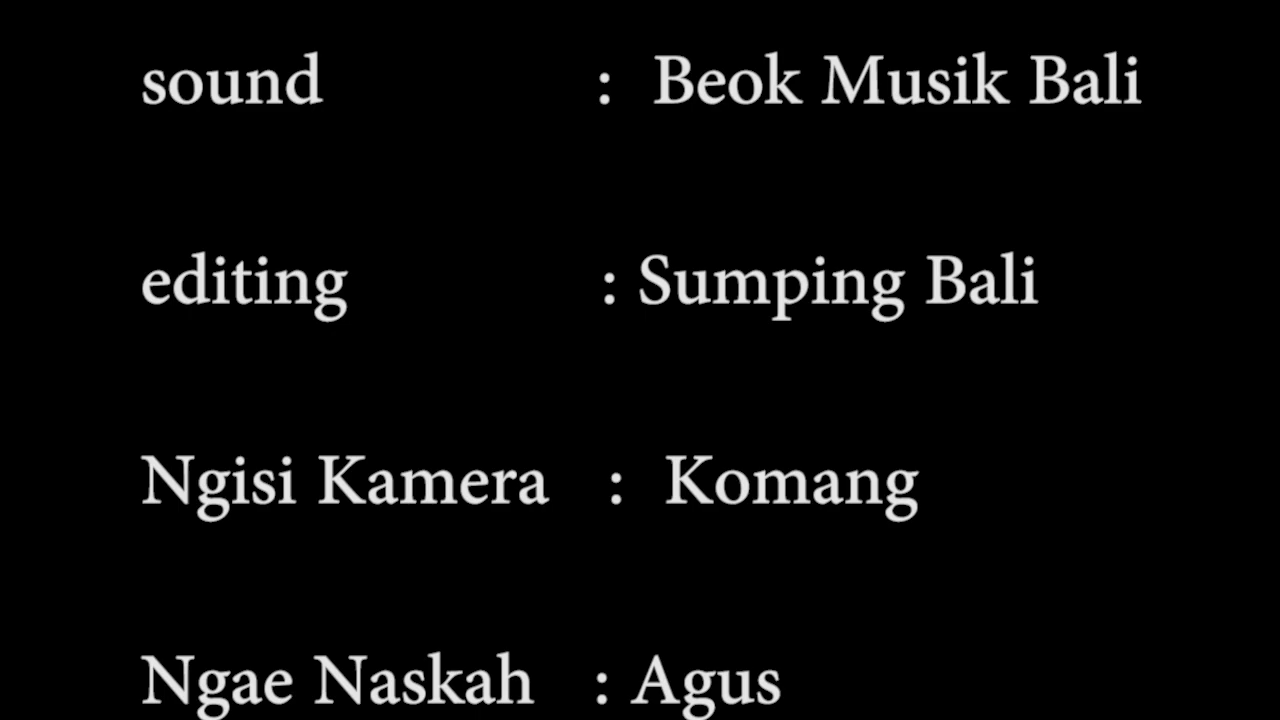 sound : Beok Musik Bali
editing : Sumping Bali
Ngisi Kamera : Komang
Ngae Naskah : Agus